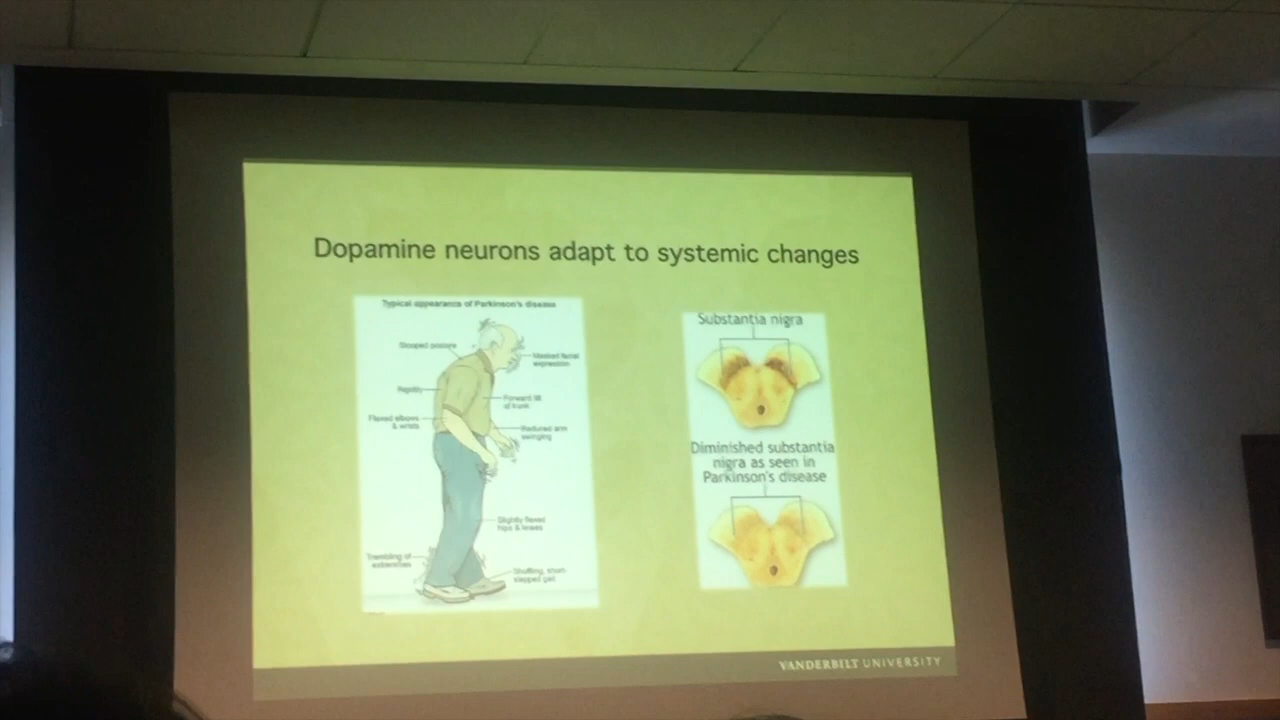 Dopamine neurons adapt to systemic changes
Typical appearance of Parkinson's disease
Stooped posture
Masked facial
expression
Rigidity
Forward tilt
of trunk
Flexed elbows
& wrists
Reduced arm
swinging
Slightly flexed
hips & knees
Trembling of
extremities
Shuffling, short-
stepped gait
Substantia nigra
Diminished substantia
nigra as seen in
Parkinson's disease
VANDERBILT UNIVERSITY